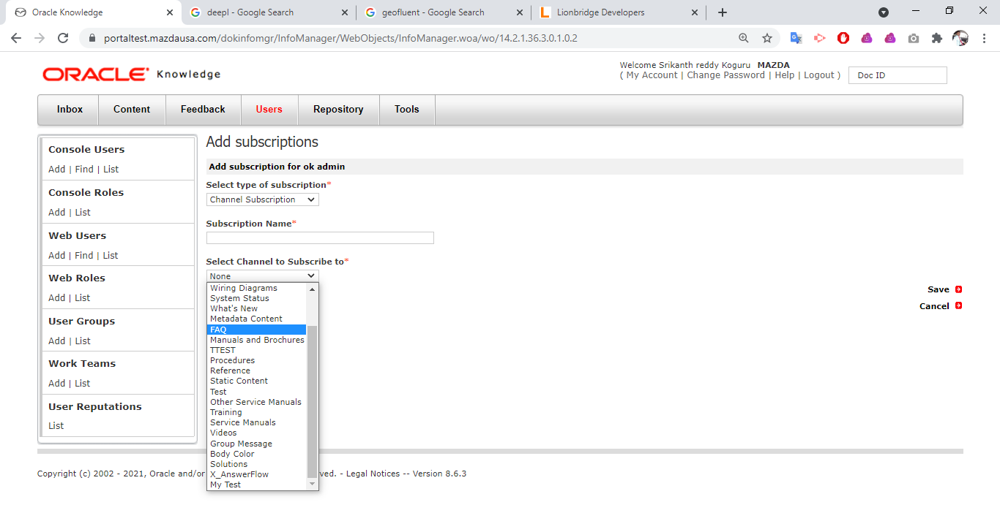 Oracle Knowledge
deepl - Google Search
geofluent - Google Search
Lionbridge Developers
portaltest.mazdausa.com/dokinfomgr/InfoManager/WebObjects/InfoManager.woa/wo/14.2.1.36.3.0.1.0.2
ORACLE Knowledge
Welcome Srikanth reddy Koguru MAZDA
( My Account | Change Password | Help | Logout )
Doc ID
Inbox
Content
Feedback
Users
Repository
Tools
Console Users
Add | Find | List
Console Roles
Add | List
Web Users
Add | Find | List
Web Roles
Add | List
User Groups
Add | List
Work Teams
Add | List
User Reputations
List
Add subscriptions
Add subscription for ok admin
Select type of subscription*
Channel Subscription
Subscription Name*
Select Channel to Subscribe to*
None
Wiring Diagrams
System Status
What's New
Metadata Content
FAQ
Manuals and Brochures
TTEST
Procedures
Reference
Static Content
Test
Other Service Manuals
Training
Service Manuals
Videos
Group Message
Body Color
Solutions
X_AnswerFlow
My Test
Save
Cancel
Copyright (c) 2002 - 2021, Oracle and/or ved. - Legal Notices -- Version 8.6.3